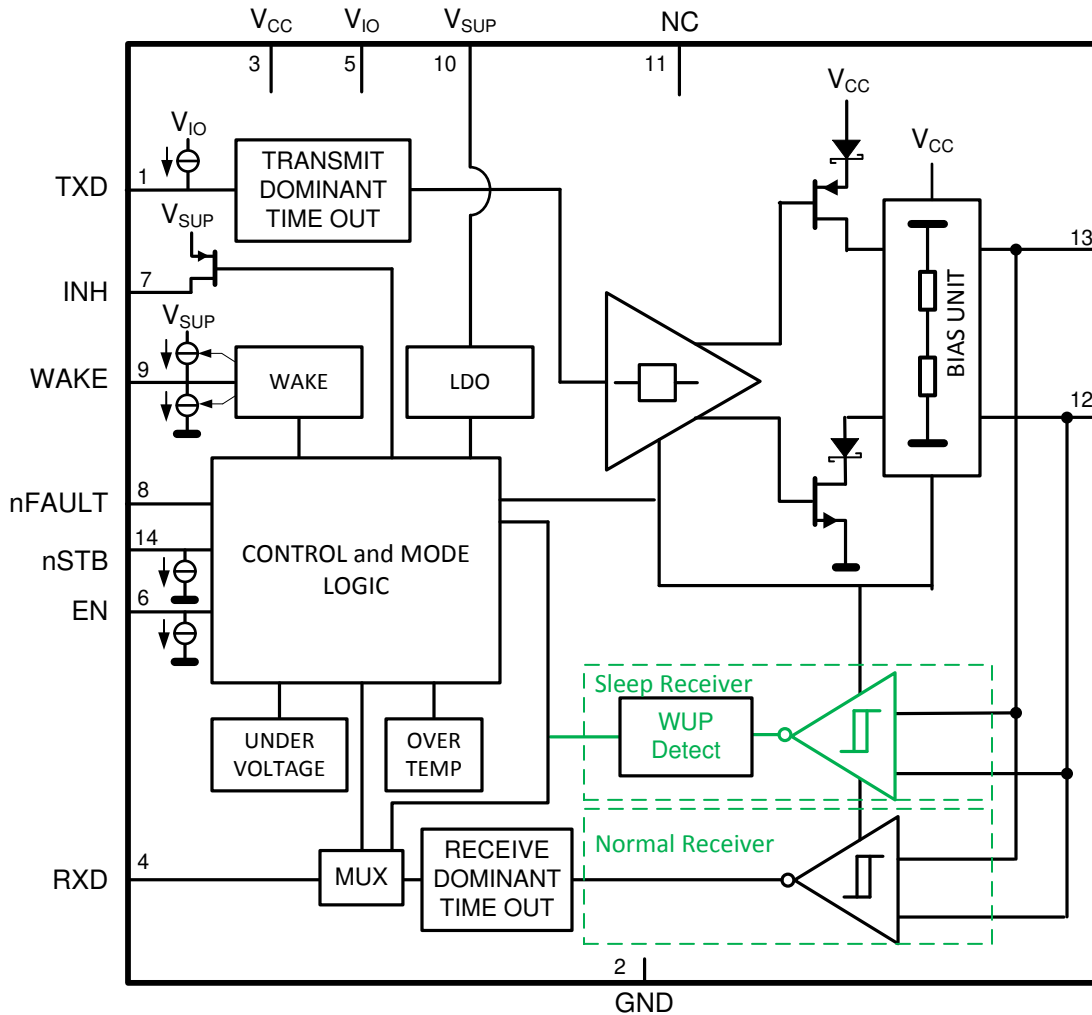 VCC
VIO
VSUP
NC
3
5
10
11
VCC
VIO
VCC
TXD
1
TRANSMIT
DOMINANT
TIME OUT
VSUP
13
7
INH
BIAS UNIT
VSUP
WAKE
9
WAKE
LDO
12
nFAULT
8
14
nSTB
CONTROL and MODE
LOGIC
EN
6
Sleep Receiver
WUP
Detect
UNDER
VOLTAGE
OVER
TEMP
Normal Receiver
RXD
4
MUX
RECEIVE
DOMINANT
TIME OUT
2
GND